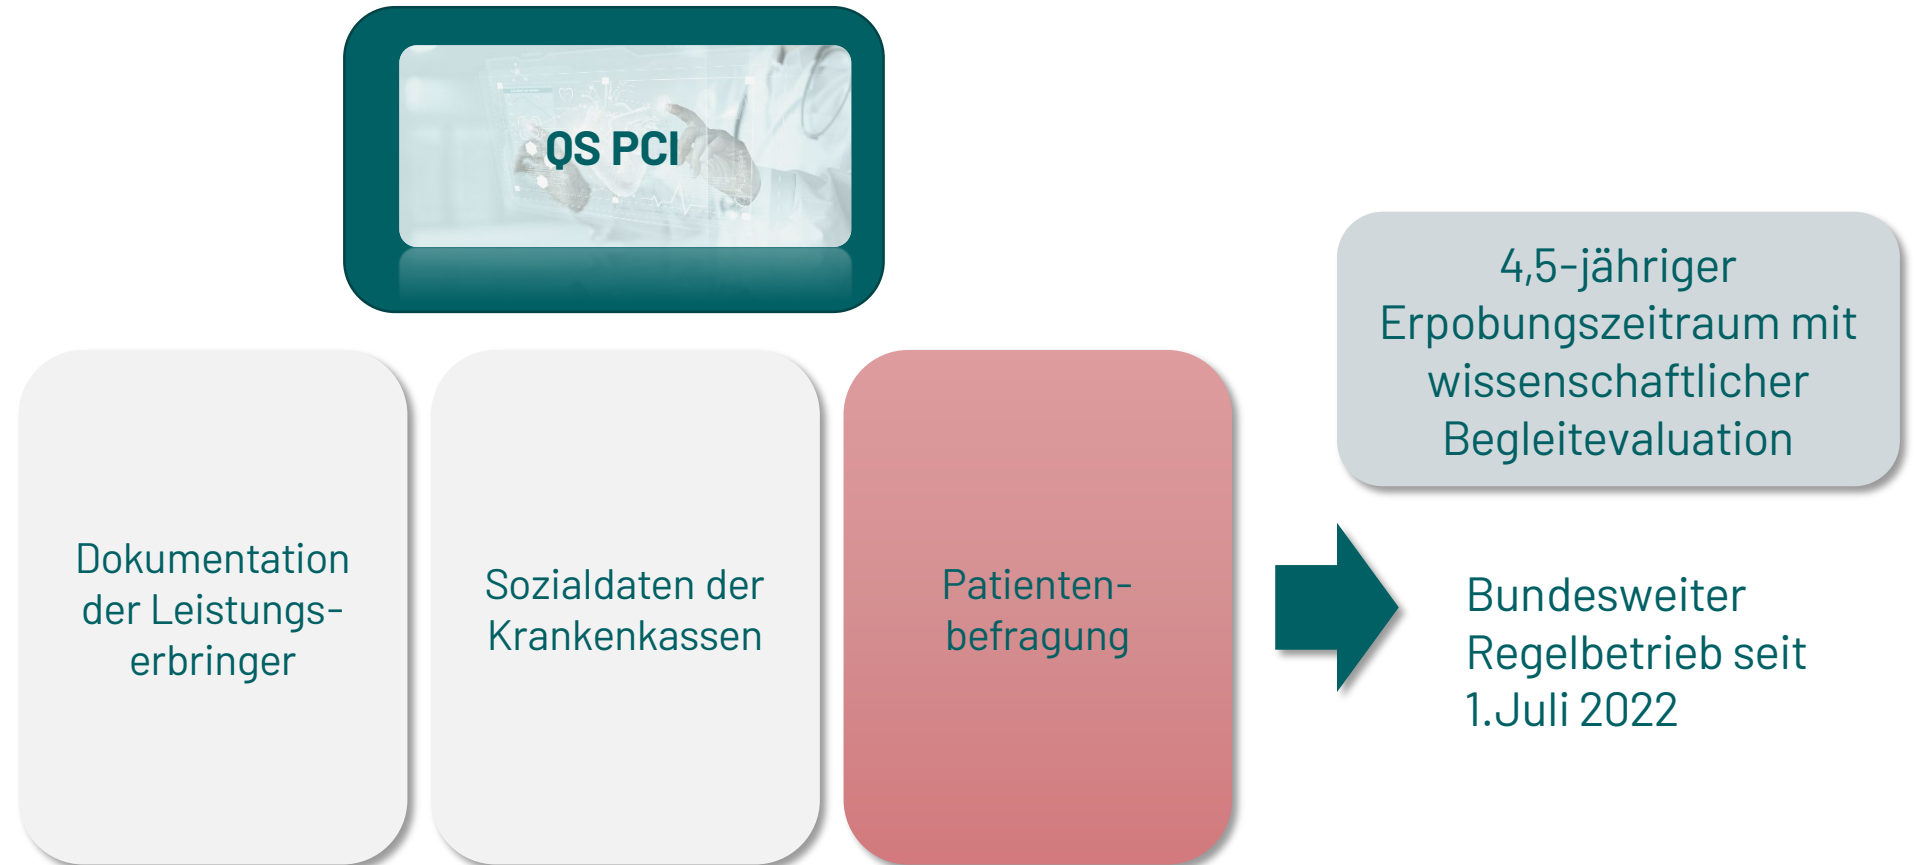 QS PCI
Dokumentation
der Leistungs-
erbringer
Sozialdaten der
Krankenkassen
Patienten-
befragung
4,5-jähriger
Erpobungszeitraum mit
wissenschaftlicher
Begleitevaluation
Bundesweiter
Regelbetrieb seit
1.Juli 2022